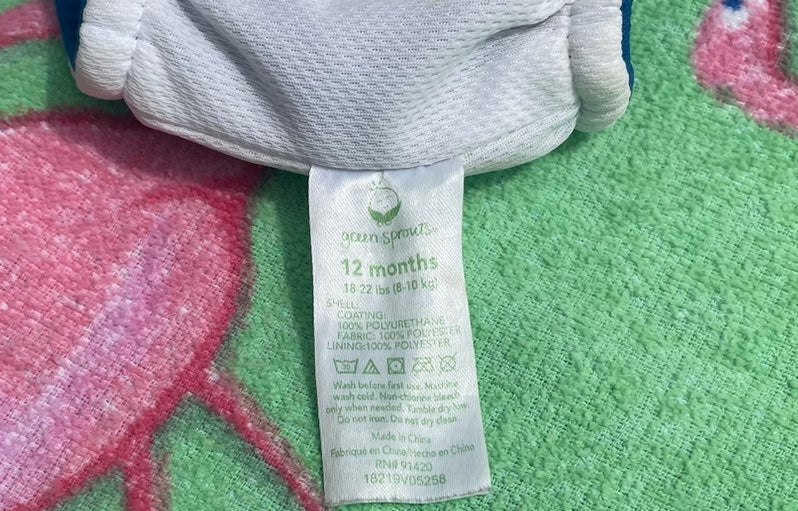 green sprouts®
12 months
18-22 lbs (8-10 kg)
SHELL:
COATING:
100% POLYURETHANE
FABRIC: 100% POLYESTER
LINING:100% POLYESTER
30
Wash before first use. Machine
wash cold. Non-chlorine bleach
only when needed. Tumble dry low.
Do not iron. Do not dry clean.
Made in China
Fabriqué en Chine/Hecho en China
RN# 91420
18219V05258